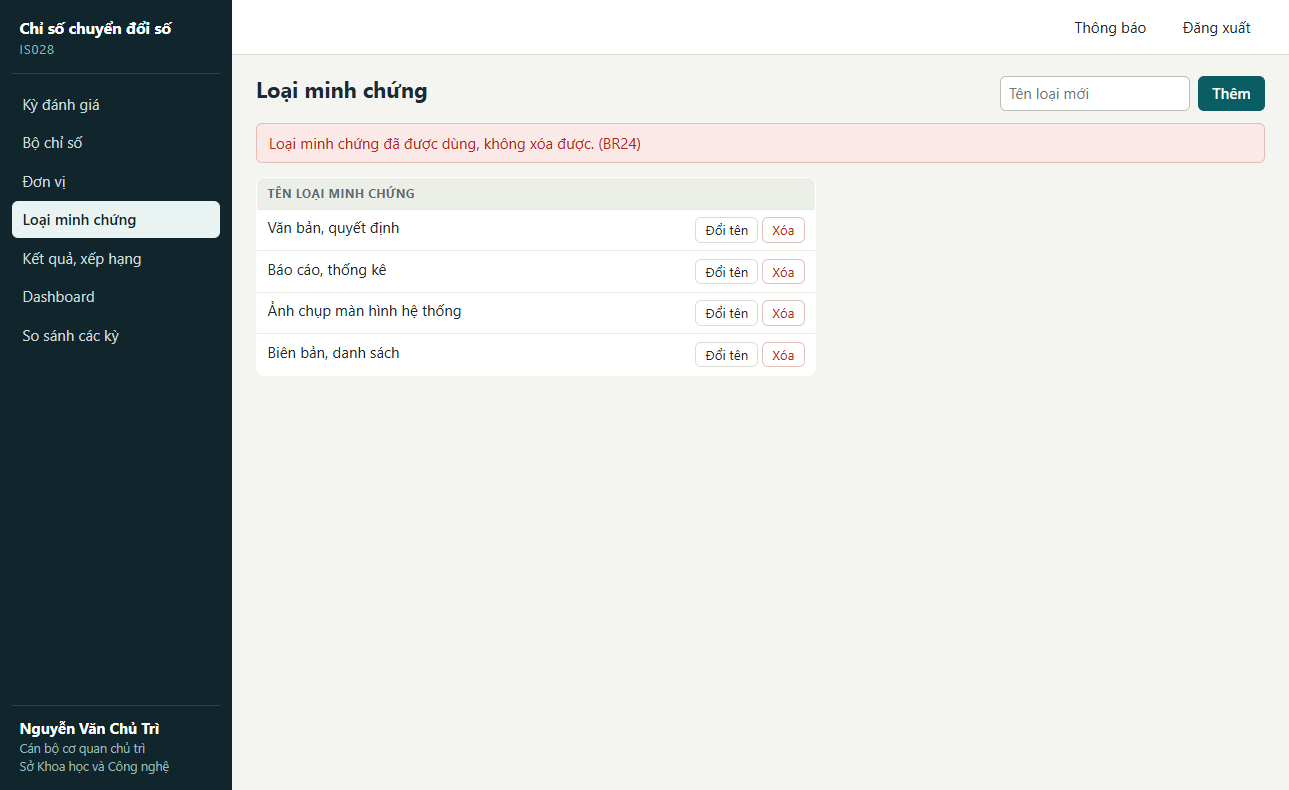 Chỉ số chuyển đổi số
IS028
Kỳ đánh giá
Bộ chỉ số
Đơn vị
Loại minh chứng
Kết quả, xếp hạng
Dashboard
So sánh các kỳ
Nguyễn Văn Chủ Trì
Cán bộ cơ quan chủ trì
Sở Khoa học và Công nghệ
Thông báo Đăng xuất
Loại minh chứng
Tên loại mới Thêm
Loại minh chứng đã được dùng, không xóa được. (BR24)
TÊN LOẠI MINH CHỨNG
Văn bản, quyết định Đổi tên Xóa
Báo cáo, thống kê Đổi tên Xóa
Ảnh chụp màn hình hệ thống Đổi tên Xóa
Biên bản, danh sách Đổi tên Xóa